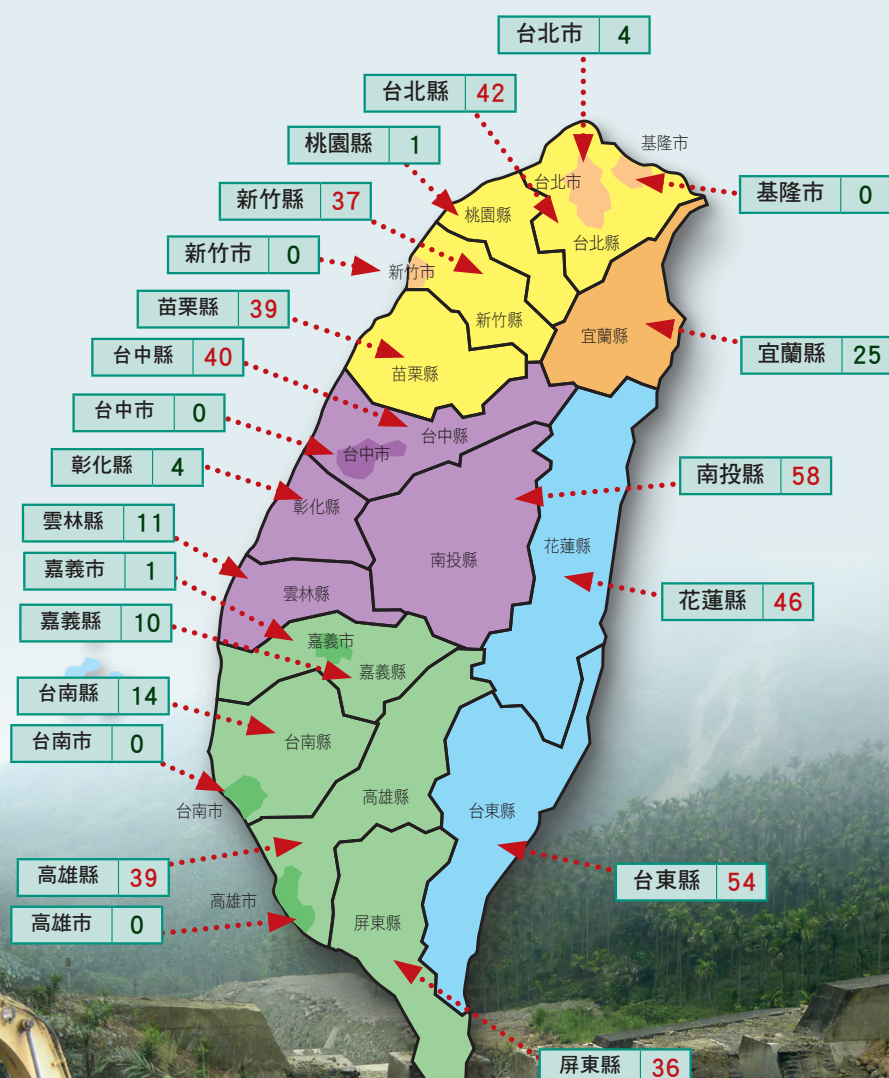 台北市 4
台北縣 42
桃園縣 1
基隆市
新竹縣 37
台北市
基隆市 0
桃園縣
新竹市 0
台北縣
新竹市
苗栗縣 39
新竹縣
宜蘭縣
台中縣 40
宜蘭縣 25
苗栗縣
台中市 0
台中縣
台中市
彰化縣 4
南投縣 58
彰化縣
雲林縣 11
花蓮縣
南投縣
嘉義市 1
雲林縣
花蓮縣 46
嘉義縣 10
嘉義市
嘉義縣
台南縣 14
台南縣
台南市 0
高雄縣
台南市
台東縣
高雄縣 39
台東縣 54
高雄市
高雄市 0
屏東縣
屏東縣 36